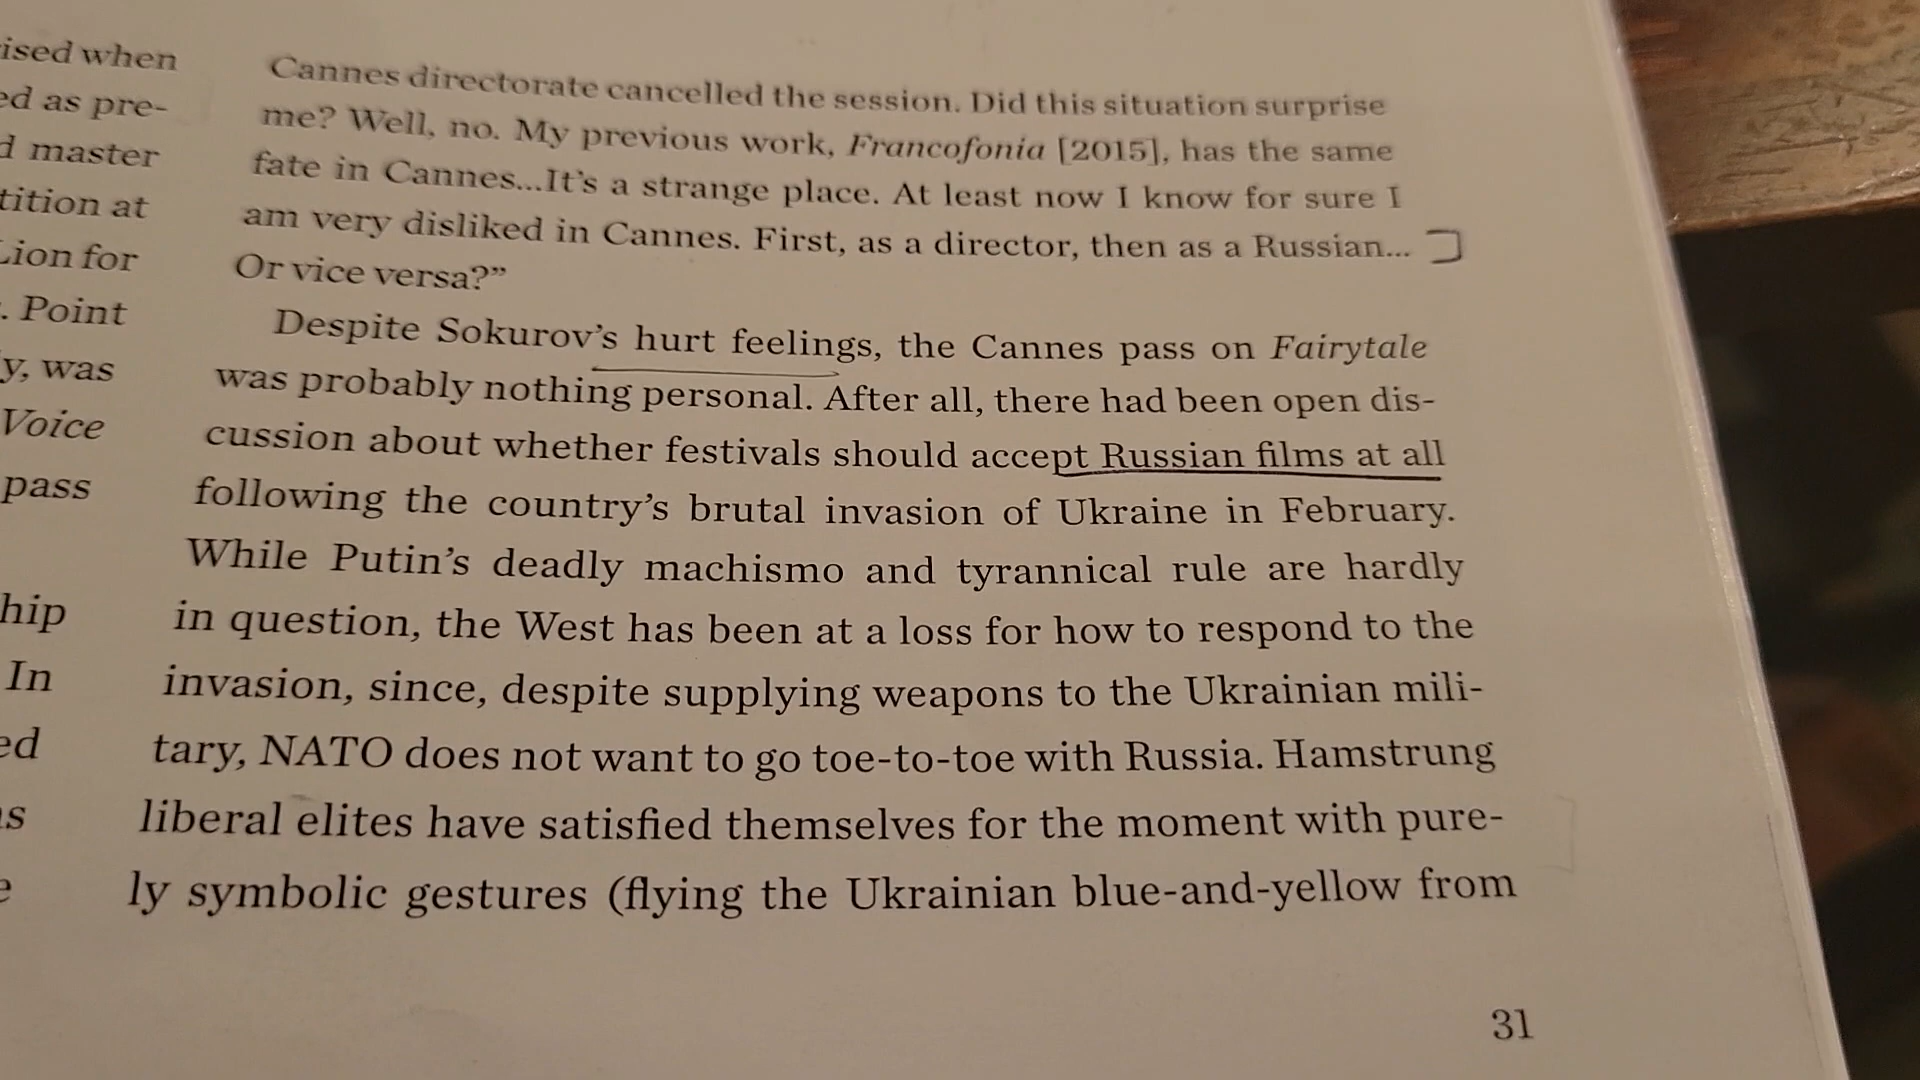 when
as pre-
master
at
for
Point
was
Voice
pass
In
Cannes directorate cancelled the session. Did this situation surprise
me? Well, no. My previous work, Francofonia [2015], has the same
fate in Cannes...It's a strange place. At least now I know for sure I
am very disliked in Cannes. First, as a director, then as a Russian...
Or vice versa?”
Despite Sokurov's hurt feelings, the Cannes pass on Fairytale
was probably nothing personal. After all, there had been open dis-
cussion about whether festivals should accept Russian films at all
following the country's brutal invasion of Ukraine in February.
While Putin's deadly machismo and tyrannical rule are hardly
in question, the West has been at a loss for how to respond to the
invasion, since, despite supplying weapons to the Ukrainian mili-
tary, NATO does not want to go toe-to-toe with Russia. Hamstrung
liberal elites have satisfied themselves for the moment with pure-
ly symbolic gestures (flying the Ukrainian blue-and-yellow from
31